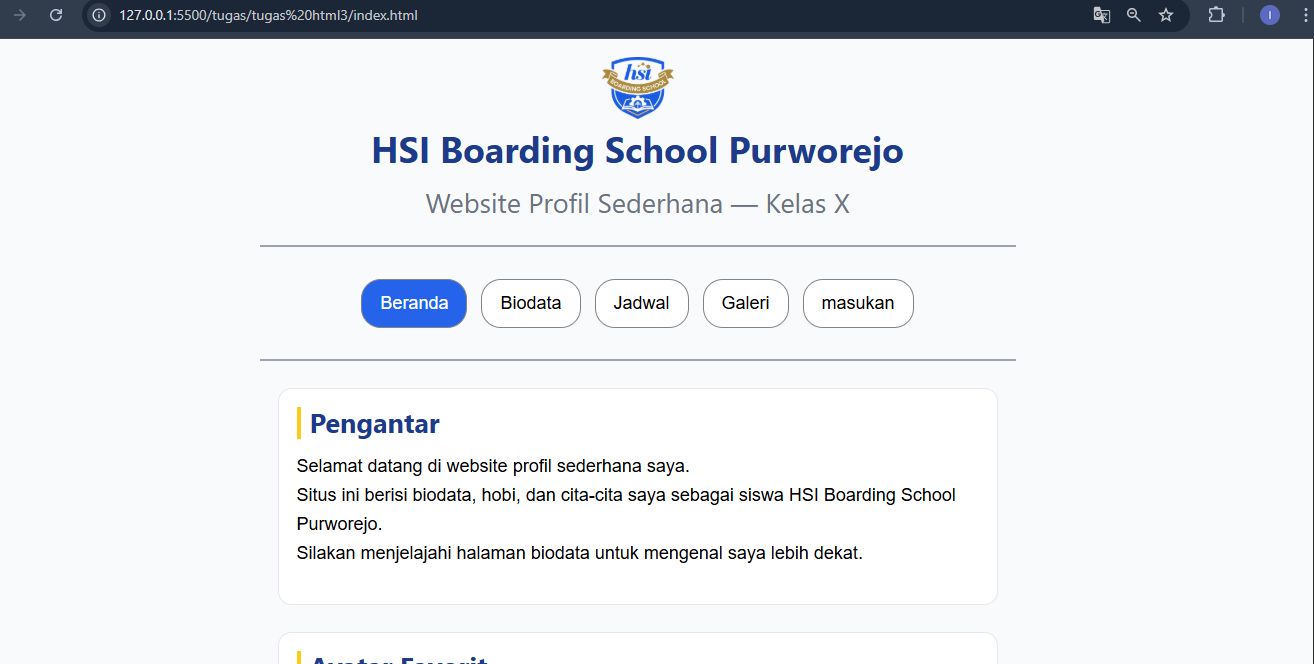 127.0.0.1:5500/tugas/tugas%20html3/index.html
I
hsi
BOARDING SCHOOL
HSI Boarding School Purworejo
Website Profil Sederhana — Kelas X
Beranda Biodata Jadwal Galeri masukan
Pengantar
Selamat datang di website profil sederhana saya.
Situs ini berisi biodata, hobi, dan cita-cita saya sebagai siswa HSI Boarding School
Purworejo.
Silakan menjelajahi halaman biodata untuk mengenal saya lebih dekat.
Avatar Favorit